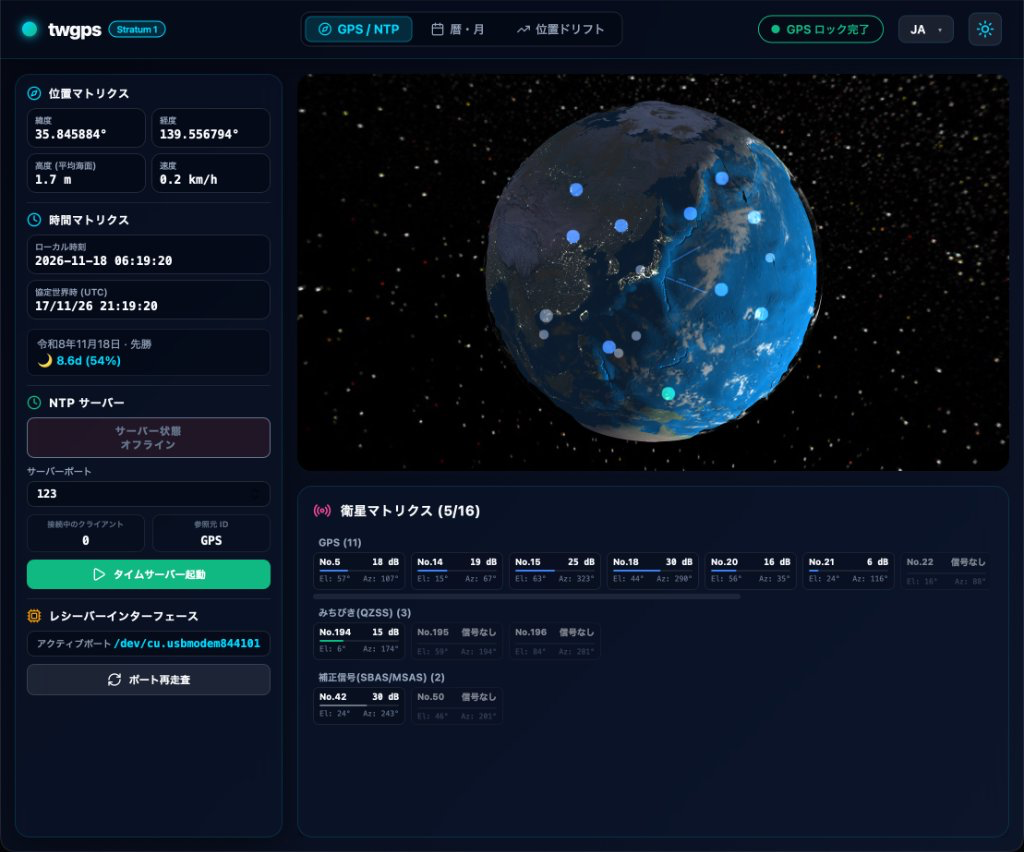 twgps Stratum 1
GPS / NTP
暦・月
位置ドリフト
GPS ロック完了
JA
位置マトリクス
緯度
35.845884°
経度
139.556794°
高度 (平均海面)
1.7 m
速度
0.2 km/h
時間マトリクス
ローカル時刻
2026-11-18 06:19:20
協定世界時 (UTC)
17/11/26 21:19:20
令和8年11月18日 · 先勝
🌙 8.6d (54%)
NTP サーバー
サーバー状態
オフライン
サーバーポート
123
接続中のクライアント
0
参照元 ID
GPS
タイムサーバー起動
レシーバーインターフェース
アクティブポート /dev/cu.usbmodem844101
ポート再走査
衛星マトリクス (5/16)
GPS (11)
No.5 18 dB
El: 57° Az: 107°
No.14 19 dB
El: 15° Az: 67°
No.15 25 dB
El: 63° Az: 323°
No.18 30 dB
El: 44° Az: 290°
No.20 16 dB
El: 56° Az: 35°
No.21 6 dB
El: 24° Az: 116°
No.22 信号なし
El: 16° Az: 88°
みちびき(QZSS) (3)
No.194 15 dB
El: 6° Az: 174°
No.195 信号なし
El: 59° Az: 194°
No.196 信号なし
El: 84° Az: 281°
補正信号(SBAS/MSAS) (2)
No.42 30 dB
El: 24° Az: 243°
No.50 信号なし
El: 46° Az: 201°